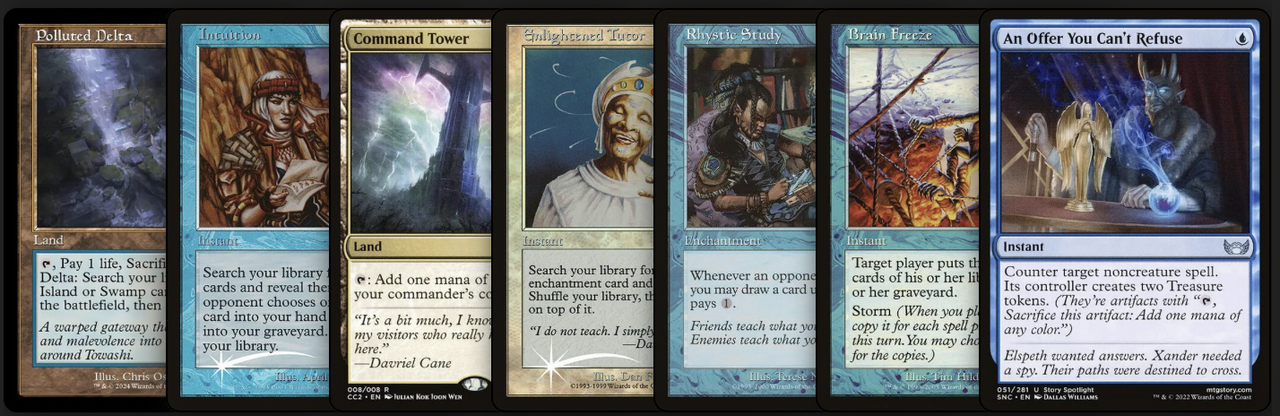 Polluted Delta
Land
, Pay 1 life, Sacrifi
Delta: Search your l
Island or Swamp ca
the battlefield, then
A warped gateway th
and malevolence into
around Towashi.
Illus. Chris Os
™ & © 2024 Wizards of
Intuition
Instant
Search your library f
cards and reveal the
opponent chooses o
card into your hand
into your graveyard.
your library.
Illus. April
Command Tower
Land
: Add one mana of
your commander's co
"It's a bit much, I kno
my visitors who really
here."
—Davriel Cane
008/008 R
CC2 • EN JULIAN KOK JOON WEN
Enlightened Tutor
Instant
Search your library fo
enchantment card and
Shuffle your library, th
on top of it.
"I do not teach. I simply
—Da
Illus. Dan F
©1993-1999 Wizards of the
Rhystic Study
Enchantment
Whenever an oppone
you may draw a card u
pays 1.
Friends teach what yo
Enemies teach what yo
Illus. Terese
Brain Freeze
Instant
Target player puts th
cards of his or her lib
or her graveyard.
Storm (When you pl
copy it for each spell p
this turn. You may cho
for the copies.)
Illus. Tim Hild
An Offer You Can't Refuse
Instant
Counter target noncreature spell.
Its controller creates two Treasure
tokens. (They're artifacts with ",
Sacrifice this artifact: Add one mana of
any color.")
Elspeth wanted answers. Xander needed
a spy. Their paths were destined to cross.
051/281 U Story Spotlight
SNC • EN DALLAS WILLIAMS
mtgstory.com
™ & © 2022 Wizards of the Coast